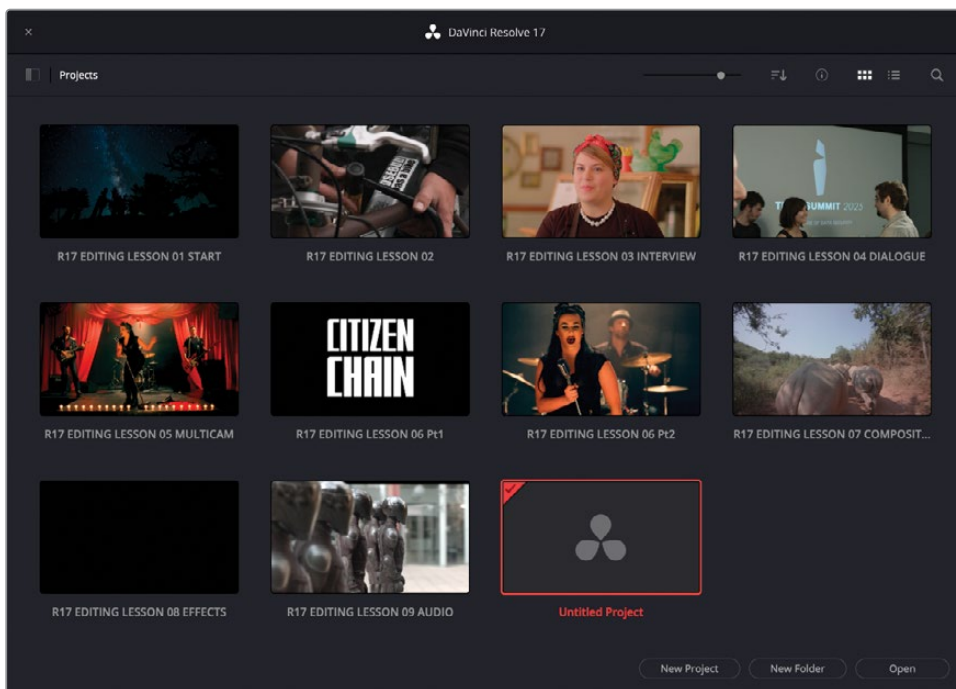 DaVinci Resolve 17
Projects
SUMMIT 2023
R17 EDITING LESSON 01 START
R17 EDITING LESSON 02
R17 EDITING LESSON 03 INTERVIEW
R17 EDITING LESSON 04 DIALOGUE
CITIZEN
CHAIN
R17 EDITING LESSON 05 MULTICAM
R17 EDITING LESSON 06 Pt1
R17 EDITING LESSON 06 Pt2
R17 EDITING LESSON 07 COMPOSIT...
R17 EDITING LESSON 08 EFFECTS
R17 EDITING LESSON 09 AUDIO
Untitled Project
New Project
New Folder
Open